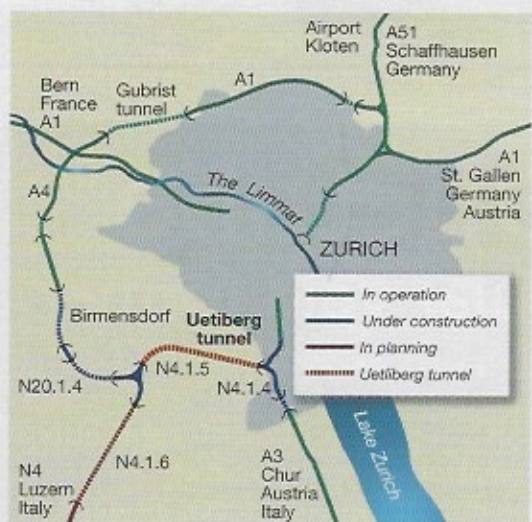 Airport
Kloten
A51
Schaffhausen
Germany
Bern
France
A1
Gubrist
tunnel
A1
A1
St. Gallen
Germany
Austria
A4
The Limmat
ZURICH
In operation
Under construction
In planning
Uetliberg tunnel
Birmensdorf
Uetiberg
tunnel
N20.1.4
N4.1.5
N4.1.4
N4.1.6
N4
Luzern
Italy
A3
Chur
Austria
Italy
Lake Zurich